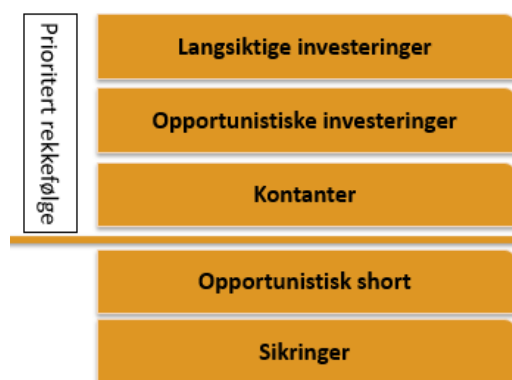 Prioritert rekkefølge
Langsiktige investeringer
Opportunistiske investeringer
Kontanter
Opportunistisk short
Sikringer